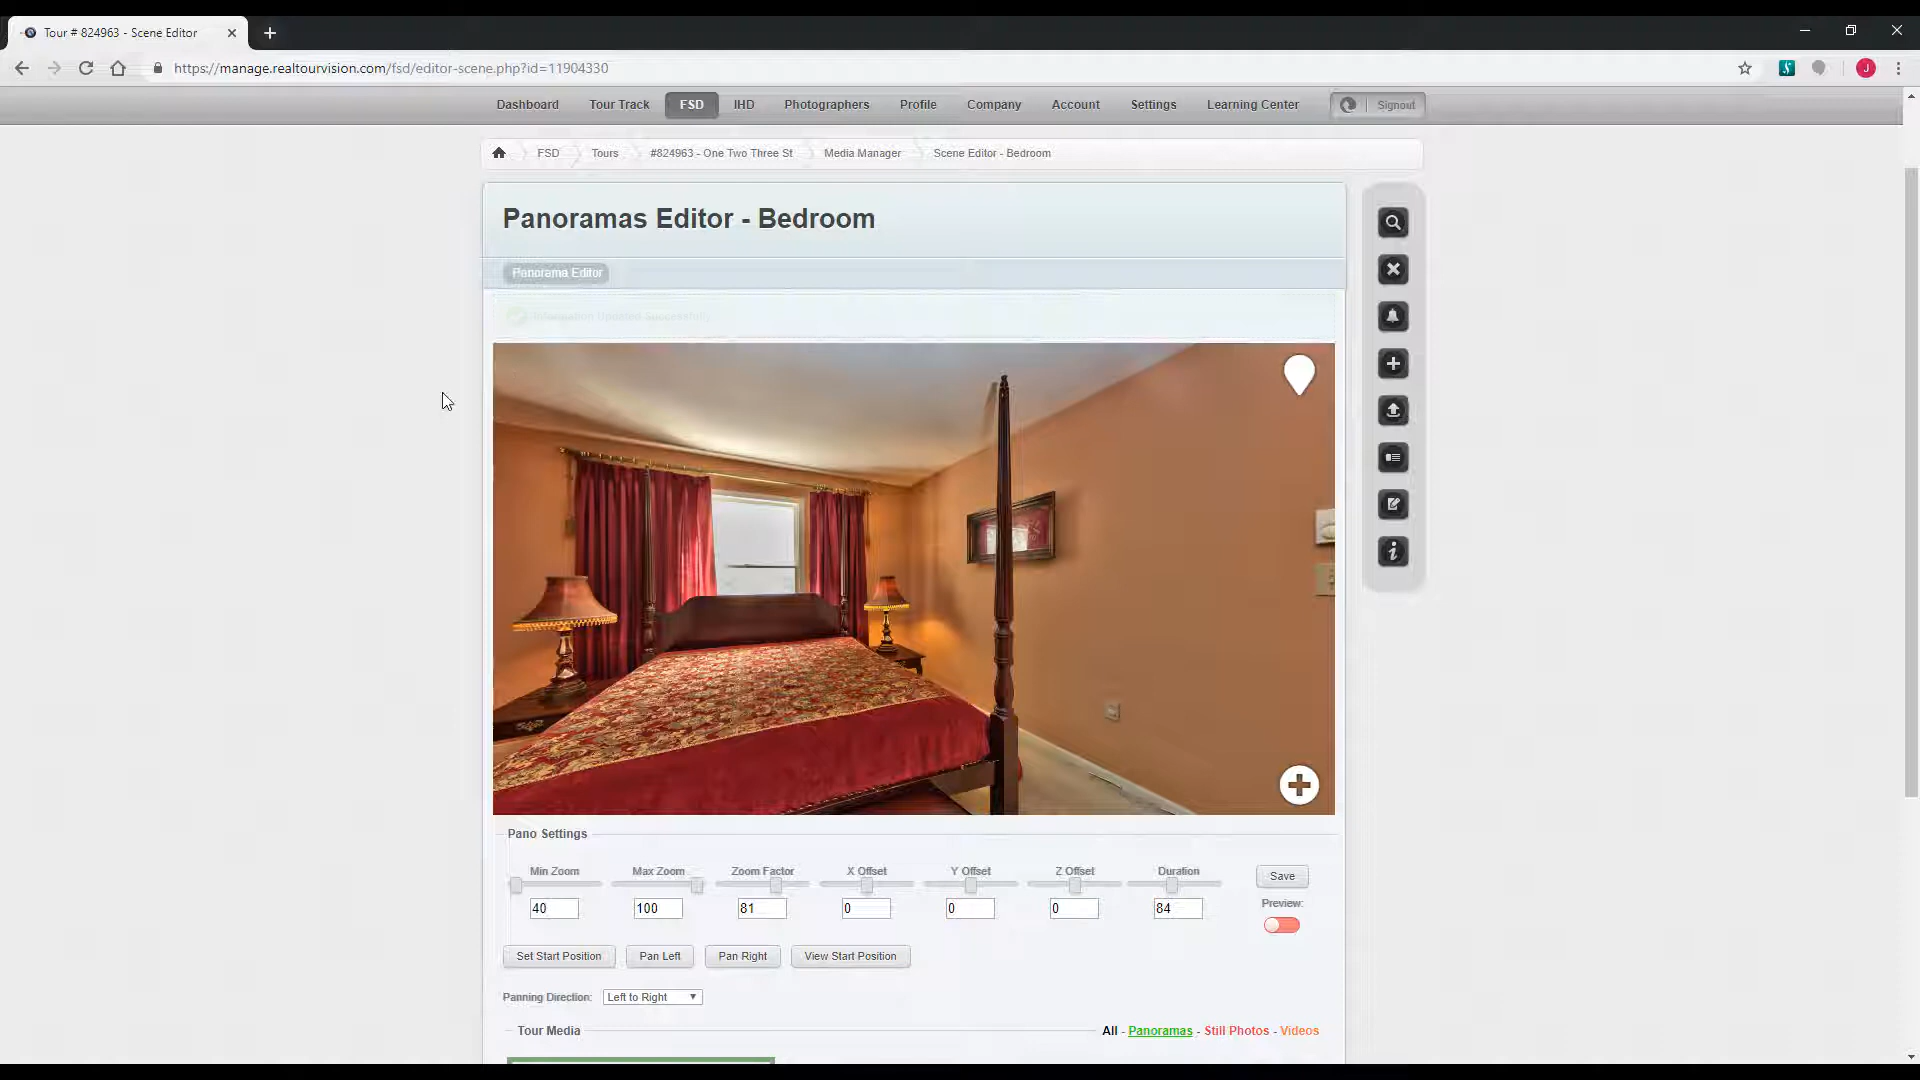 Tour # 824963 - Scene Editor
https://manage.realtourvision.com/fsd/editor-scene.php?id=11904330
J
Dashboard Tour Track FSD IHD Photographers Profile Company Account Settings Learning Center Signout
FSD Tours #824963 - One Two Three St Media Manager Scene Editor - Bedroom
Panoramas Editor - Bedroom
Panorama Editor
Information Updated Successfully
Pano Settings
Min Zoom Max Zoom Zoom Factor X Offset Y Offset Z Offset Duration Save
40 100 81 0 0 0 84 Preview:
Set Start Position Pan Left Pan Right View Start Position
Panning Direction: Left to Right
Tour Media All - Panoramas - Still Photos - Videos